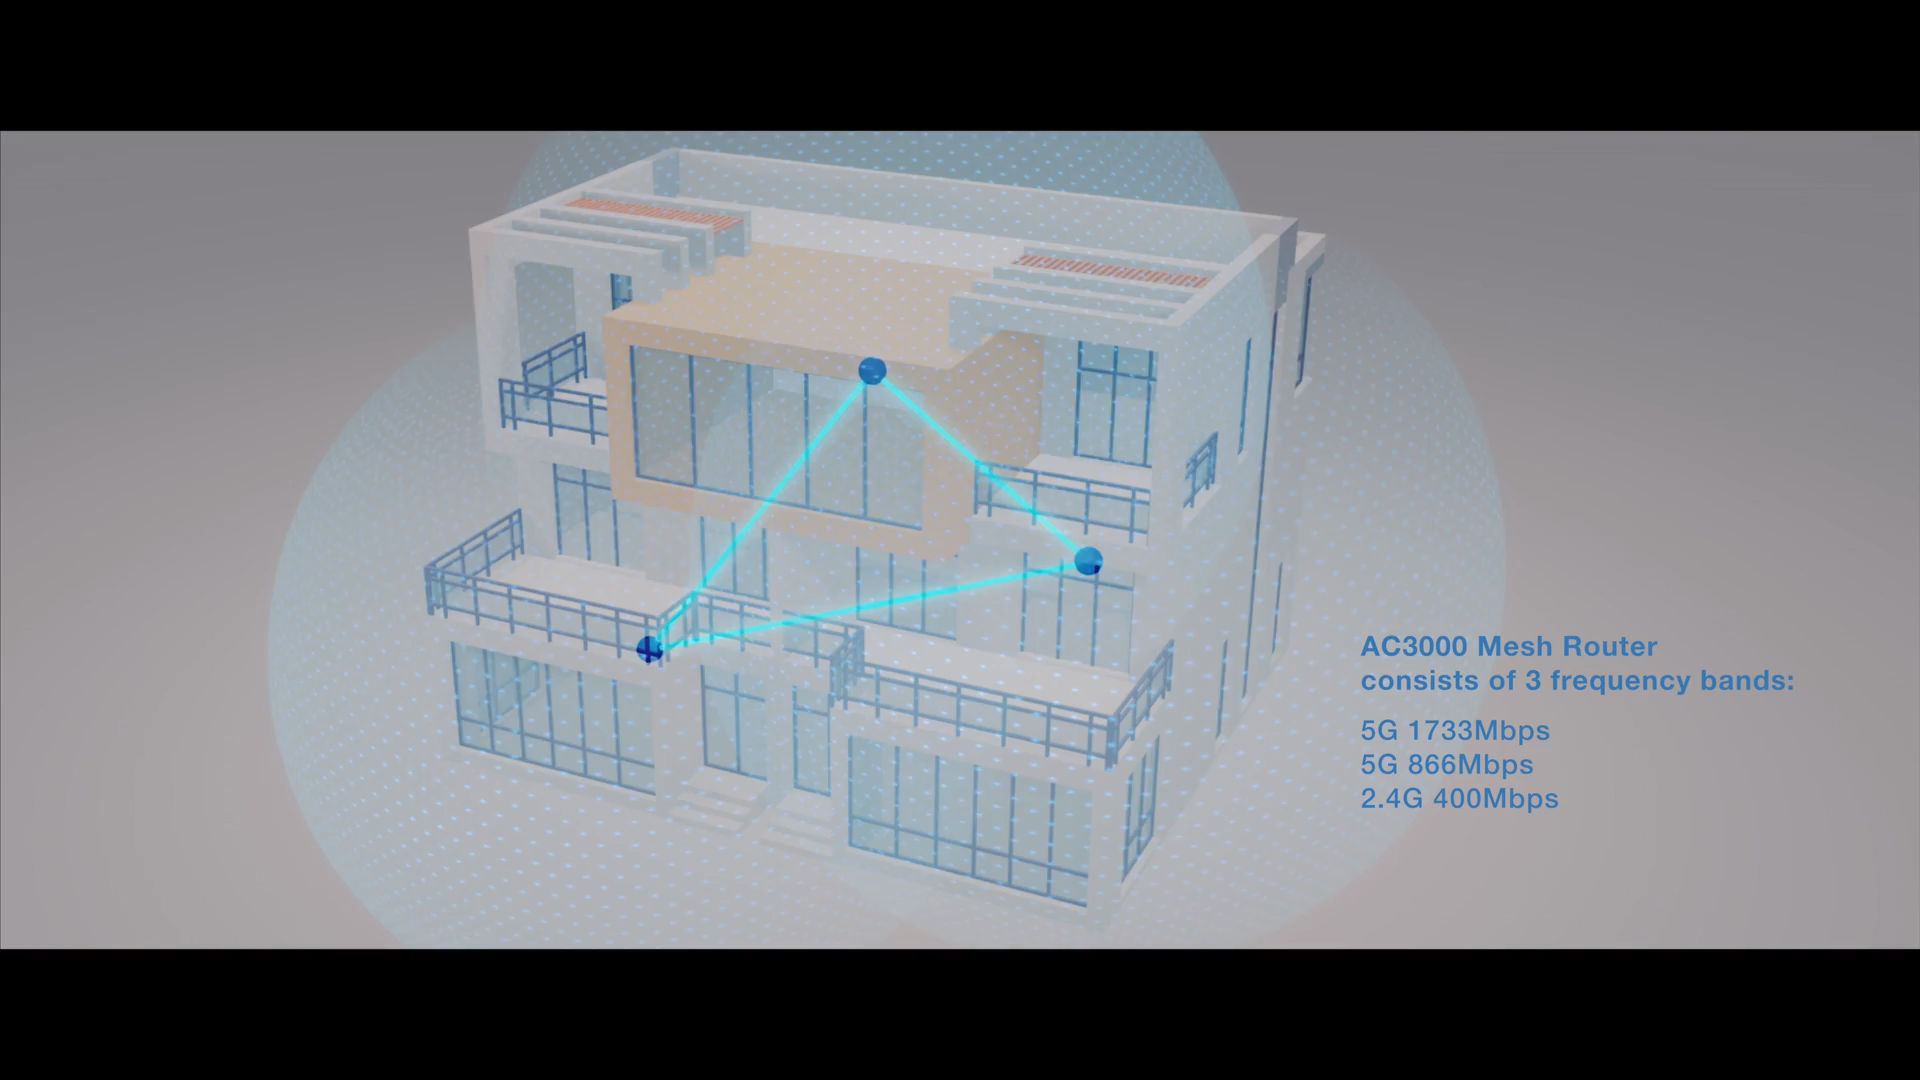 AC3000 Mesh Router
consists of 3 frequency bands:
5G 1733Mbps
5G 866Mbps
2.4G 400Mbps